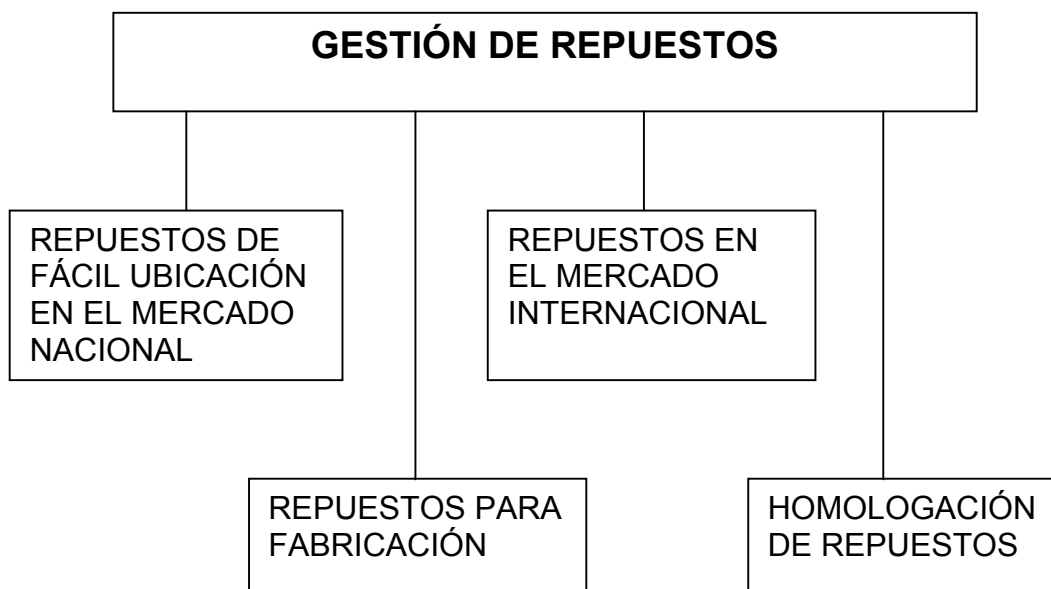 GESTIÓN DE REPUESTOS
REPUESTOS DE
FÁCIL UBICACIÓN
EN EL MERCADO
NACIONAL
REPUESTOS EN
EL MERCADO
INTERNACIONAL
REPUESTOS PARA
FABRICACIÓN
HOMOLOGACIÓN
DE REPUESTOS